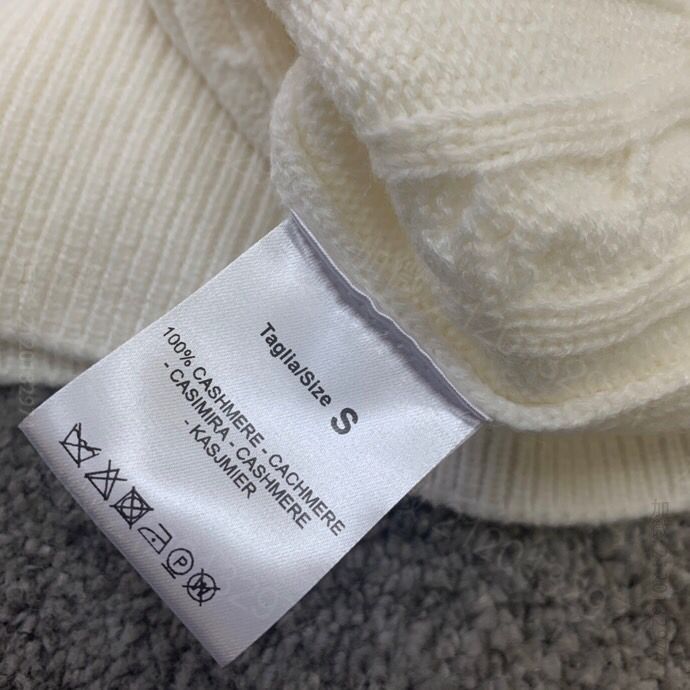 Taglia/Size S
100% CASHMERE - CACHMERE
- CASIMIRA - CASHMERE
- KASJMIER
P
W